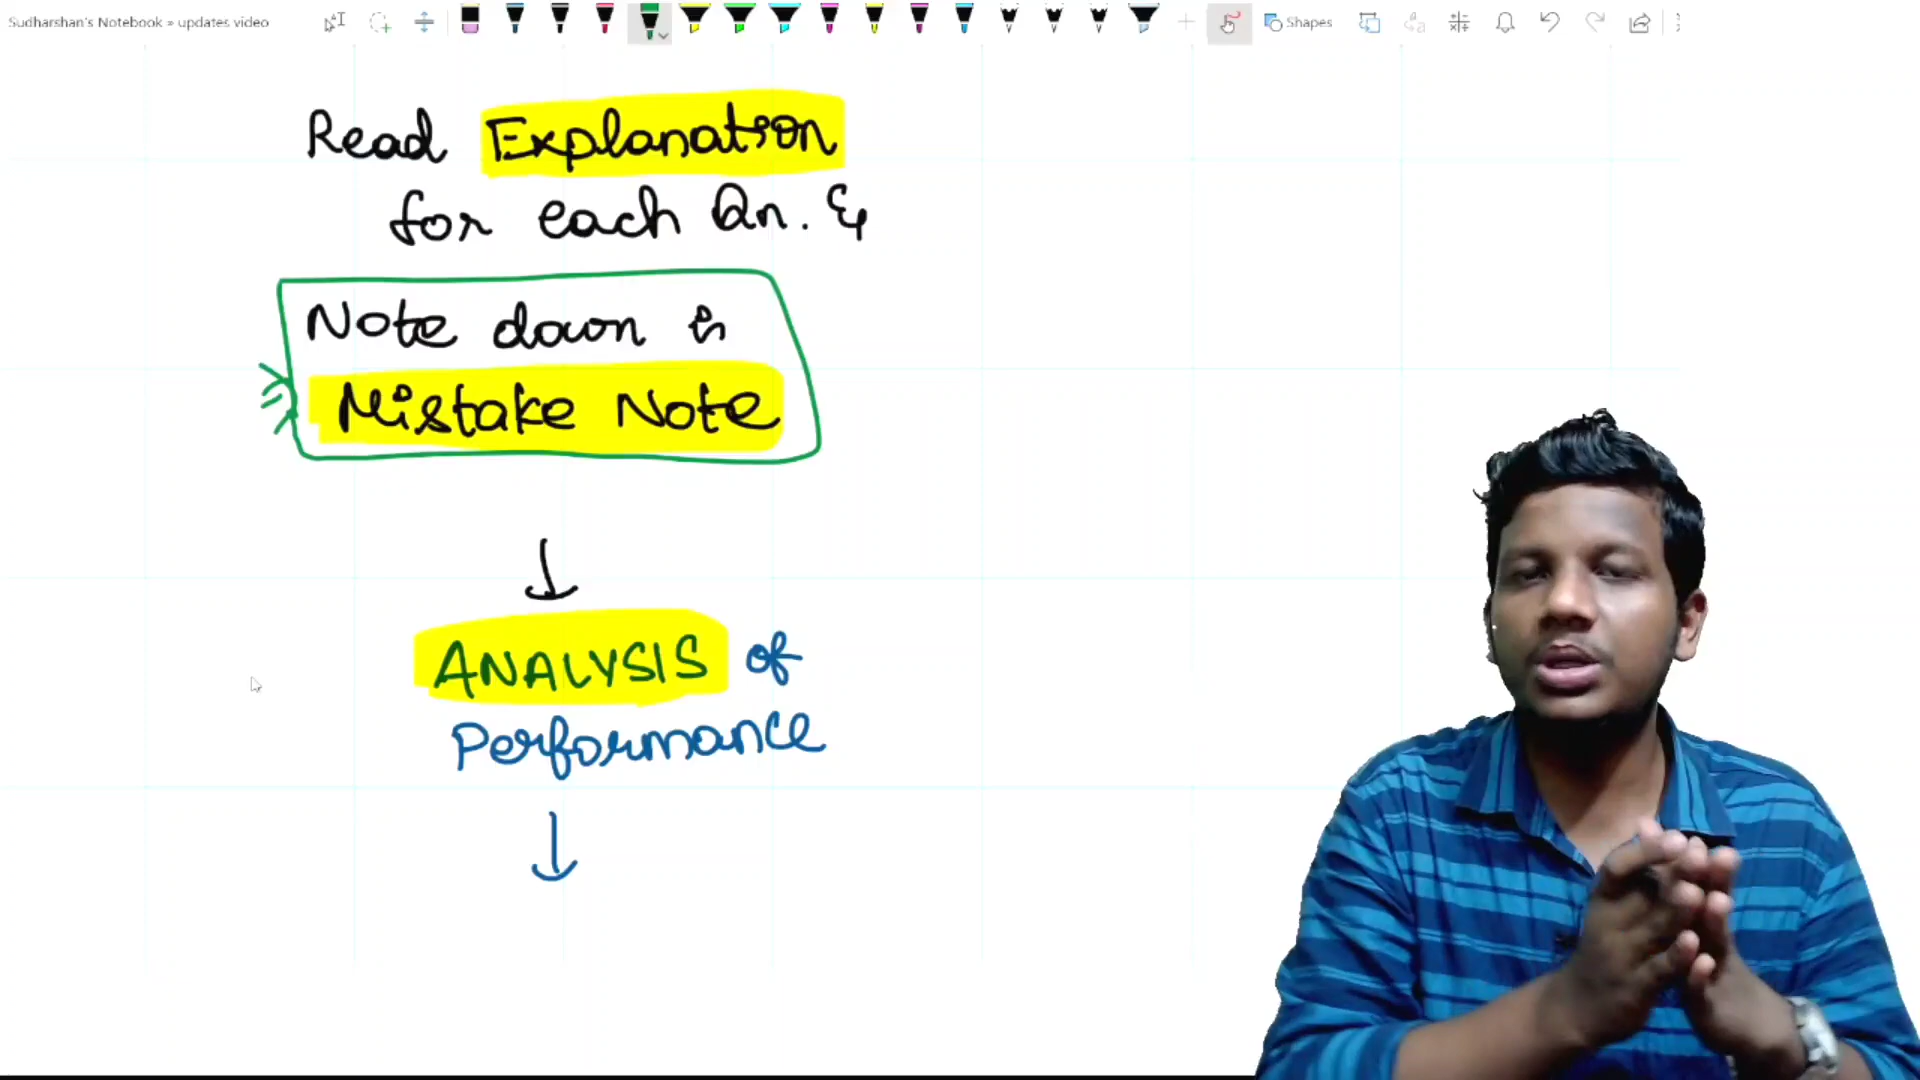 Sudharshan's Notebook » updates video
Shapes
Read Explanation
for each Qn. &
Note down in
Mistake Note
ANALYSIS of
Performance